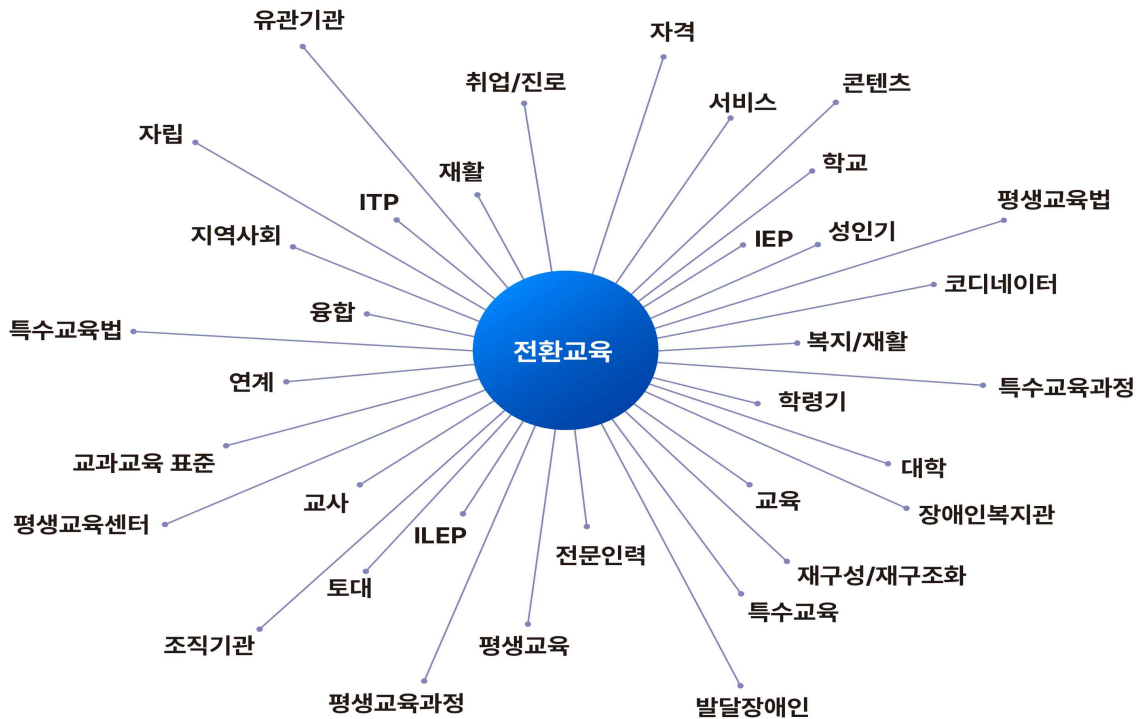 유관기관
자격
취업/진로
콘텐츠
서비스
자립
학교
재활
ITP
평생교육법
지역사회
IEP
성인기
코디네이터
융합
특수교육법
복지/재활
전환교육
연계
특수교육과정
학령기
교과교육 표준
대학
교사
교육
장애인복지관
평생교육센터
ILEP
전문인력
재구성/재구조화
토대
특수교육
조직기관
평생교육
평생교육과정
발달장애인